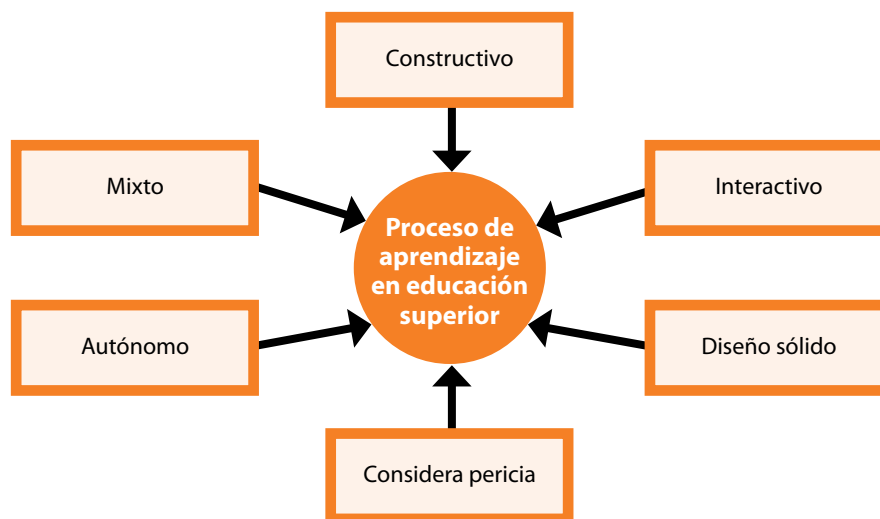 Constructivo
Mixto
Interactivo
Proceso de
aprendizaje
en educación
superior
Autónomo
Diseño sólido
Considera pericia